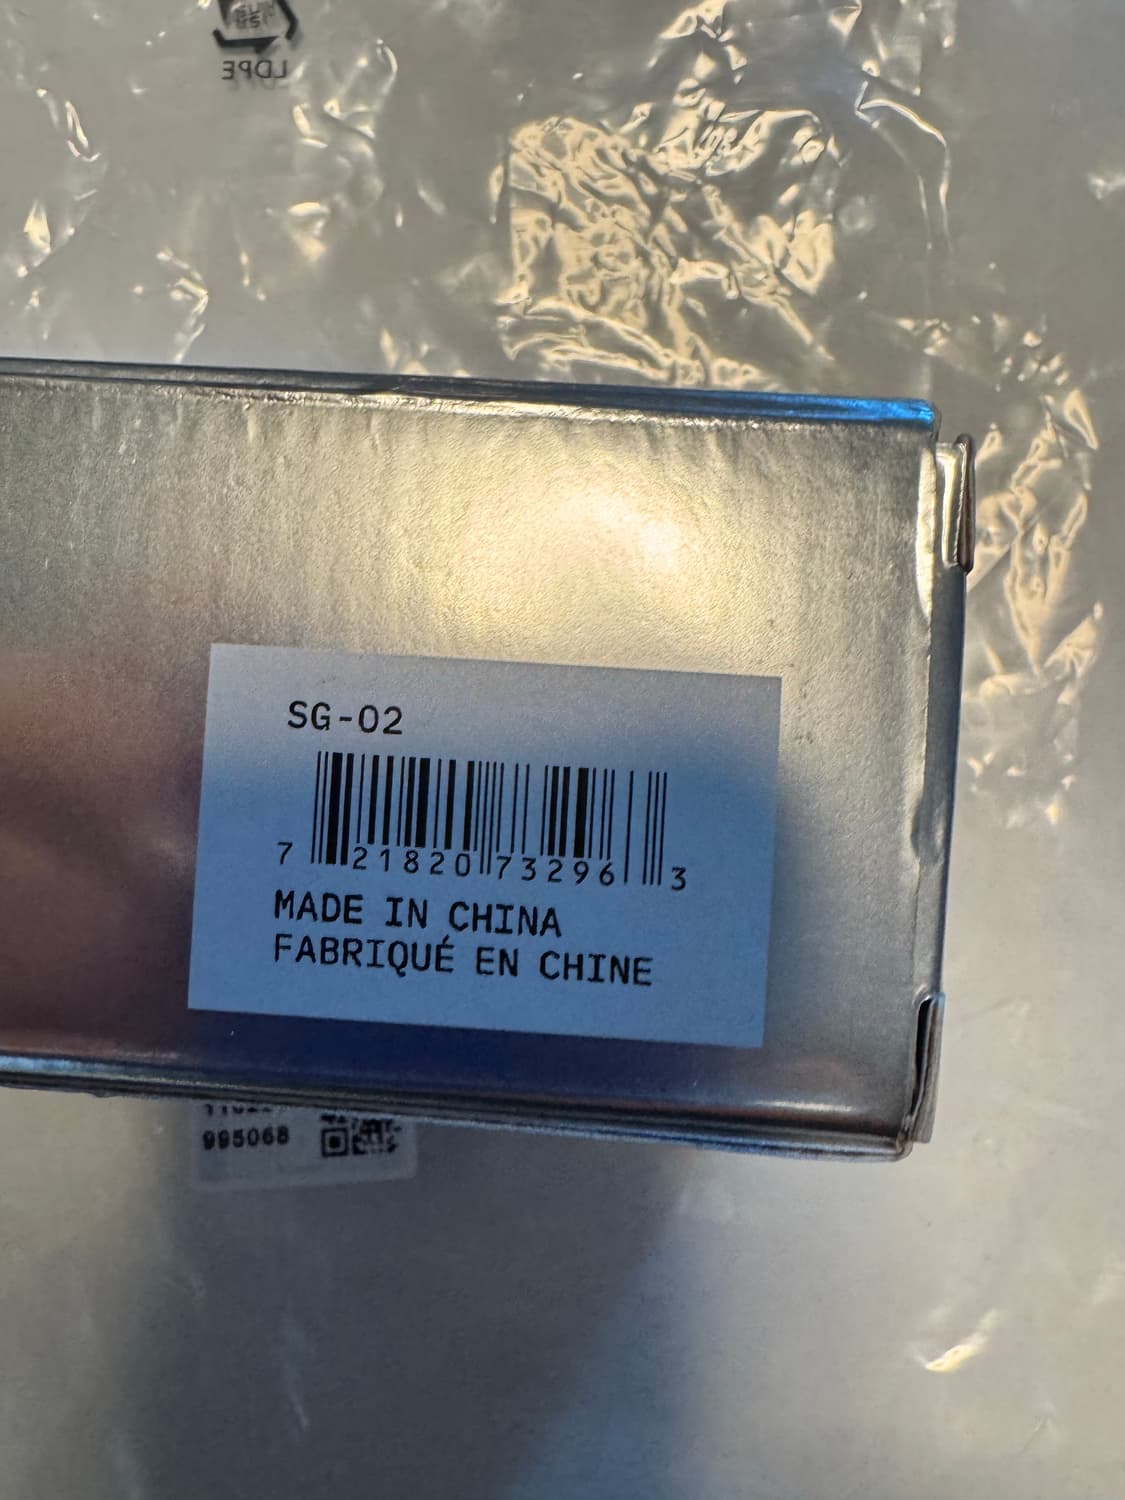 LDPE
SG-02
7 21820 73296 3
MADE IN CHINA
FABRIQUÉ EN CHINE
995068